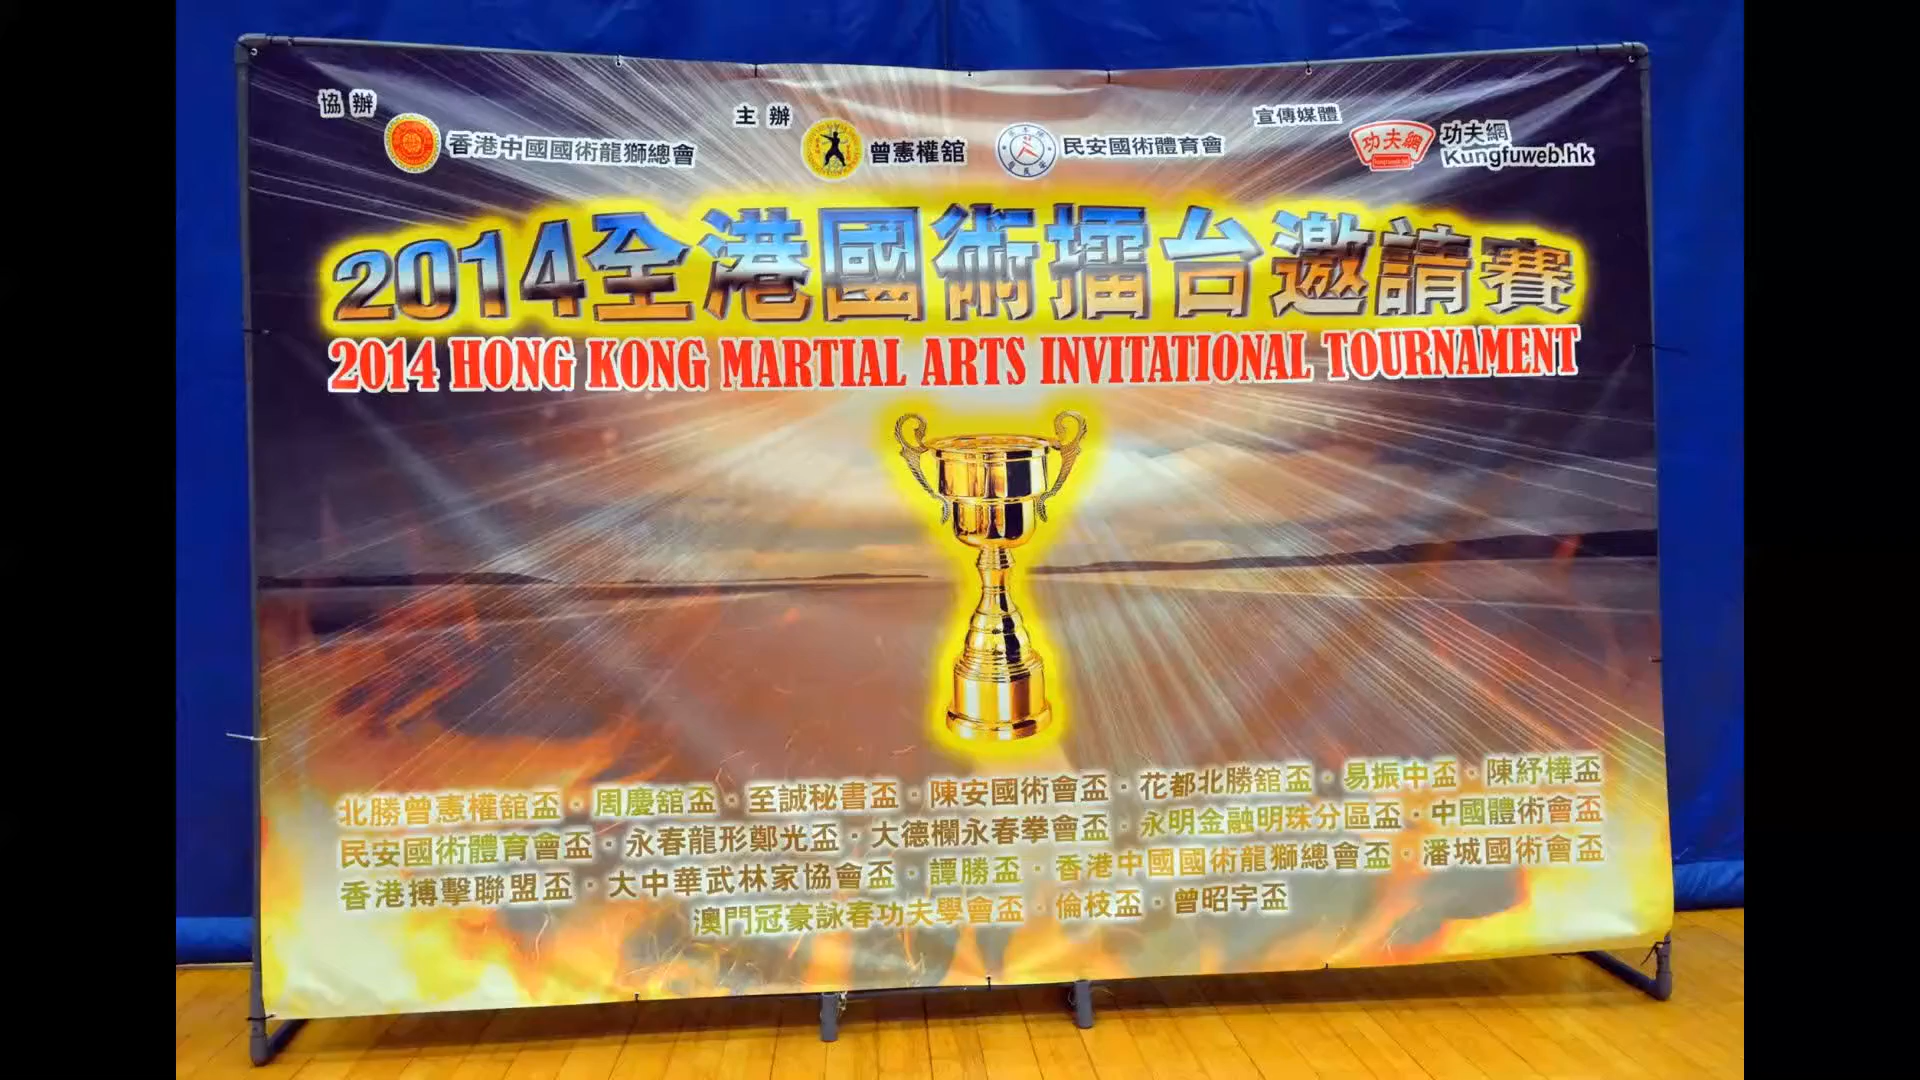 協辦
香港中國國術龍獅總會
主辦
曾憲權舘
民安國術體育會
宣傳媒體
功夫網
功夫網
Kungfuweb.hk
2014全港國術擂台邀請賽
2014 HONG KONG MARTIAL ARTS INVITATIONAL TOURNAMENT
北勝曾憲權舘盃·周慶舘盃·至誠秘書盃·陳安國術會盃·花都北勝舘盃·易振中盃·陳紓樺盃
民安國術體育會盃·永春龍形鄭光盃·大德欄永春拳會盃·永明金融明珠分區盃·中國體術會盃
香港搏擊聯盟盃·大中華武林家協會盃·譚勝盃·香港中國國術龍獅總會盃·潘城國術會盃
澳門冠豪詠春功夫學會盃·倫枝盃·曾昭宇盃